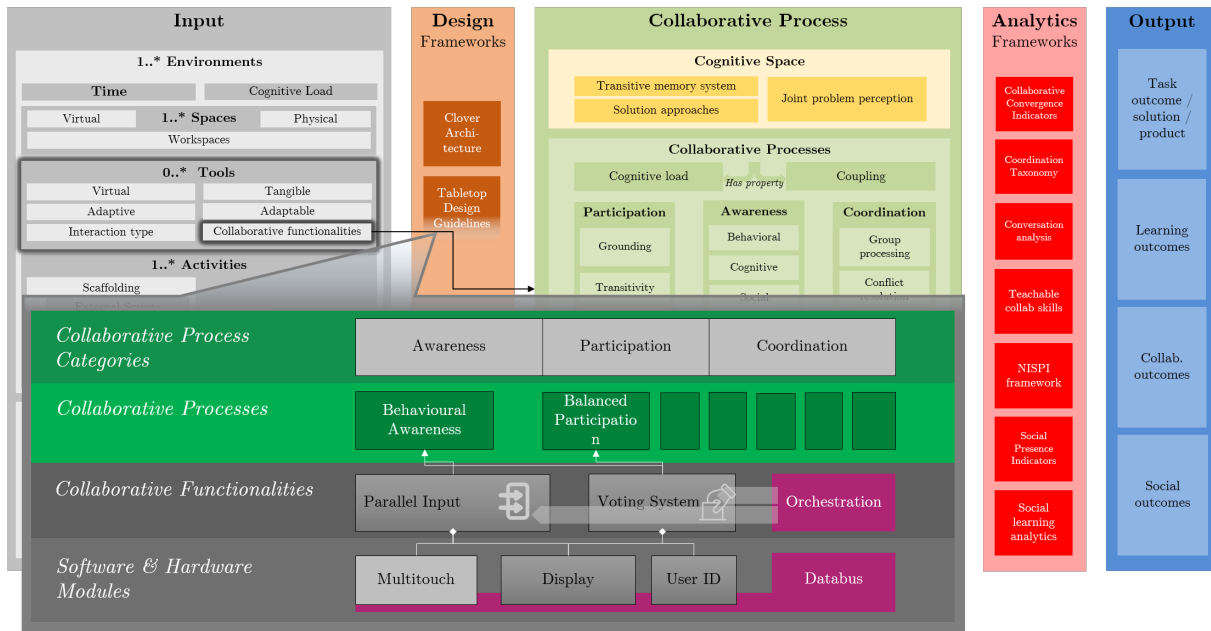 Input
1..* Environments
Time
Cognitive Load
Virtual
1..* Spaces
Physical
Workspaces
0..* Tools
Virtual
Tangible
Adaptive
Adaptable
Interaction type
Collaborative functionalities
1..* Activities
Scaffolding
External Scripts
Design
Frameworks
Clover
Archi-
tecture
Tabletop
Design
Guidelines
Collaborative Process
Cognitive Space
Transitive memory system
Solution approaches
Joint problem perception
Collaborative Processes
Cognitive load
Has property
Coupling
Participation
Grounding
Transitivity
Awareness
Behavioral
Cognitive
Social
Coordination
Group
processing
Conflict
resolution
Analytics
Frameworks
Collaborative
Convergence
Indicators
Coordination
Taxonomy
Conversation
analysis
Teachable
collab skills
NISPI
framework
Social
Presence
Indicators
Social
learning
analytics
Output
Task
outcome /
solution /
product
Learning
outcomes
Collab.
outcomes
Social
outcomes
Collaborative Process
Categories
Awareness
Participation
Coordination
Collaborative Processes
Behavioural
Awareness
Balanced
Participatio
n
Collaborative Functionalities
Parallel Input
Voting System
Orchestration
Software & Hardware
Modules
Multitouch
Display
User ID
Databus